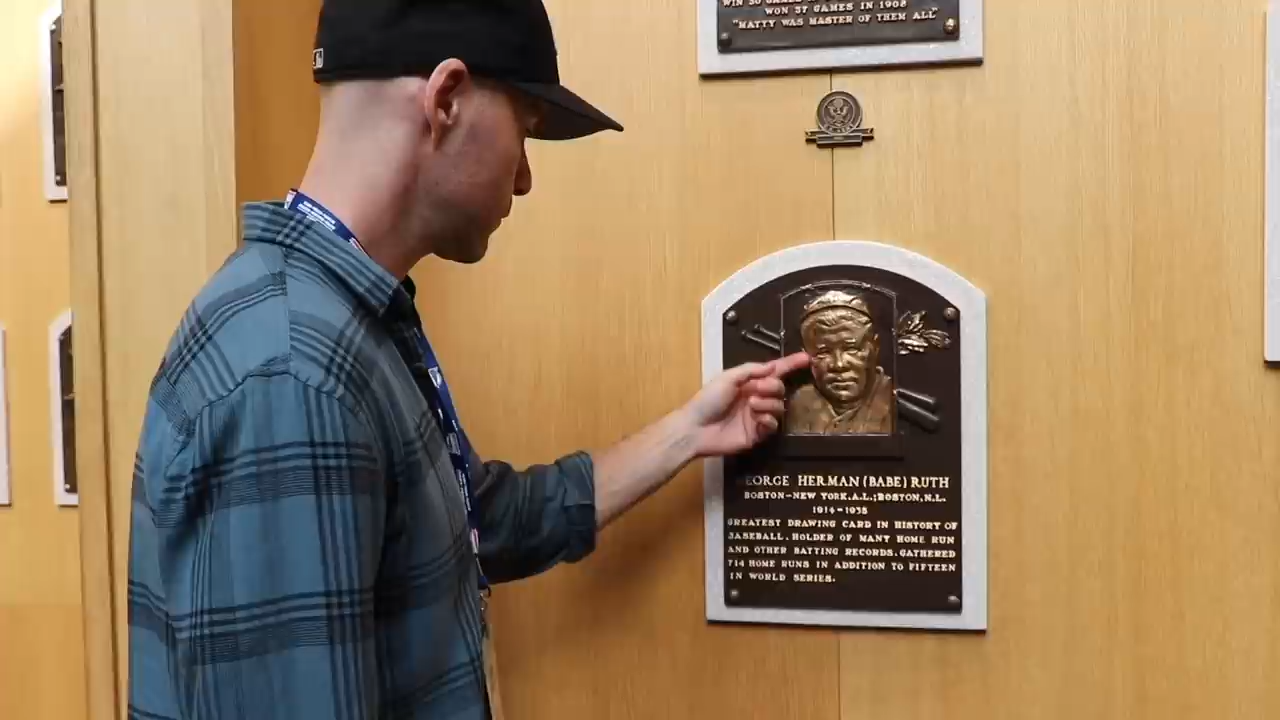 WON 37 GAMES IN 1908
"MATTY WAS MASTER OF THEM ALL"
EORGE HERMAN (BABE) RUTH
BOSTON-NEW YORK, A.L.; BOSTON, N.L.
1914-1935
GREATEST DRAWING CARD IN HISTORY OF
BASEBALL. HOLDER OF MANY HOME RUN
AND OTHER BATTING RECORDS. GATHERED
714 HOME RUNS IN ADDITION TO FIFTEEN
IN WORLD SERIES.